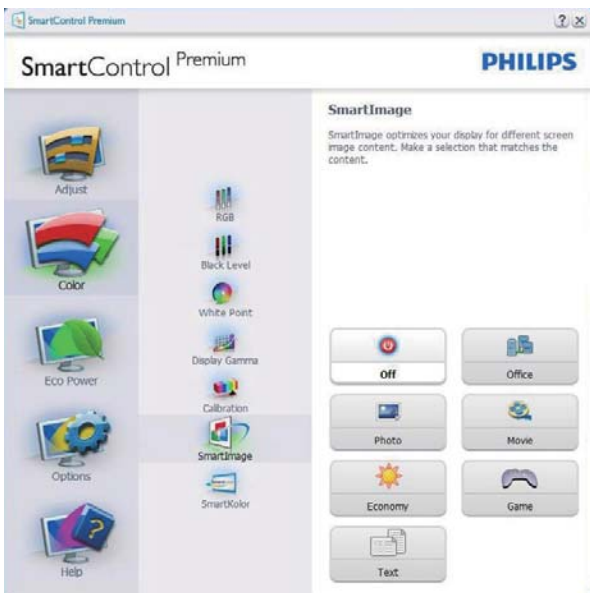 SmartControl Premium
SmartControl Premium
PHILIPS
Adjust
Color
Eco Power
Options
Help
RGB
Black Level
White Point
Display Gamma
Calibration
SmartImage
SmartKolor
SmartImage
SmartImage optimizes your display for different screen
image content. Make a selection that matches the
content.
Off
Office
Photo
Movie
Economy
Game
Text